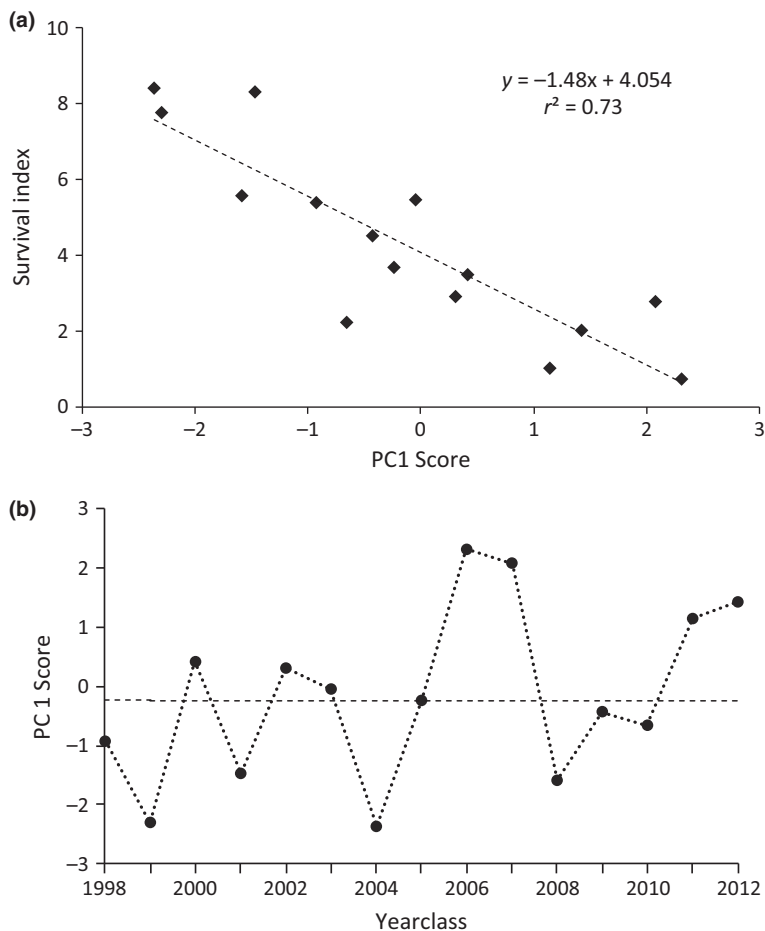 (a)
10
8
6
4
2
0
Survival index
y = –1.48x + 4.054
r² = 0.73
–3 –2 –1 0 1 2 3
PC1 Score
(b)
3
2
1
0
–1
–2
–3
PC 1 Score
1998 2000 2002 2004 2006 2008 2010 2012
Yearclass